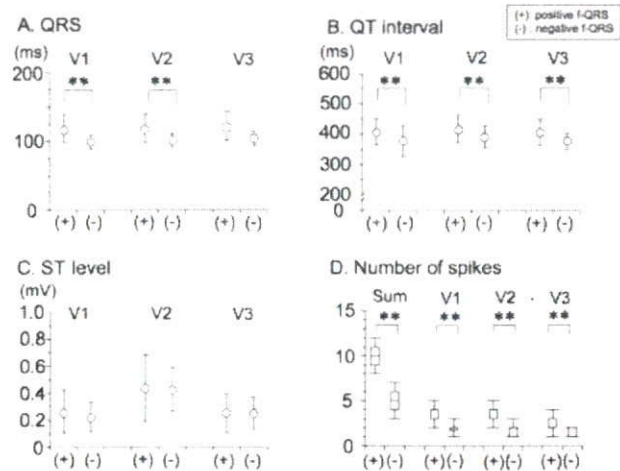 (+) : positive f-QRS
(-) : negative f-QRS
A. QRS
(ms)
V1 V2 V3
** **
200
100
0
(+) (-) (+) (-) (+) (-)
B. QT interval
(ms)
V1 V2 V3
** ** **
600
500
400
300
100
0
(+) (-) (+) (-) (+) (-)
C. ST level
(mV)
V1 V2 V3
1.0
0.8
0.6
0.4
0.2
0
(+) (-) (+) (-) (+) (-)
D. Number of spikes
Sum V1 V2 V3
** ** ** **
15
10
5
0
(+) (-) (+) (-) (+) (-) (+) (-)